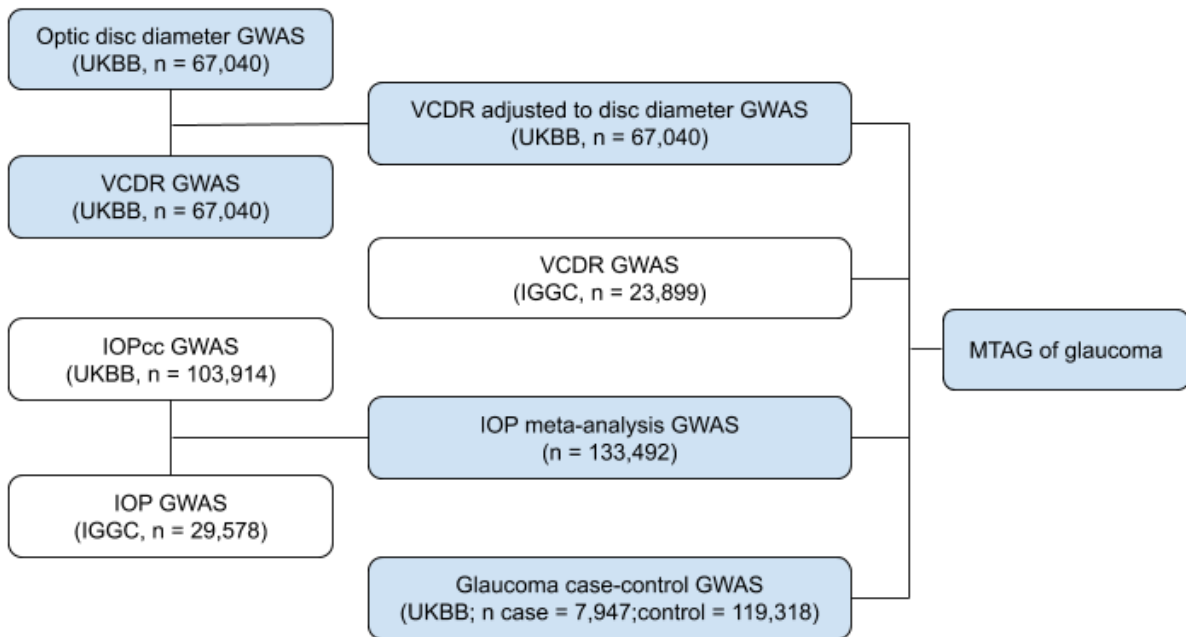 Optic disc diameter GWAS
(UKBB, n = 67,040)
VCDR adjusted to disc diameter GWAS
(UKBB, n = 67,040)
VCDR GWAS
(UKBB, n = 67,040)
VCDR GWAS
(IGGC, n = 23,899)
IOPcc GWAS
(UKBB, n = 103,914)
MTAG of glaucoma
IOP meta-analysis GWAS
(n = 133,492)
IOP GWAS
(IGGC, n = 29,578)
Glaucoma case-control GWAS
(UKBB; n case = 7,947;control = 119,318)